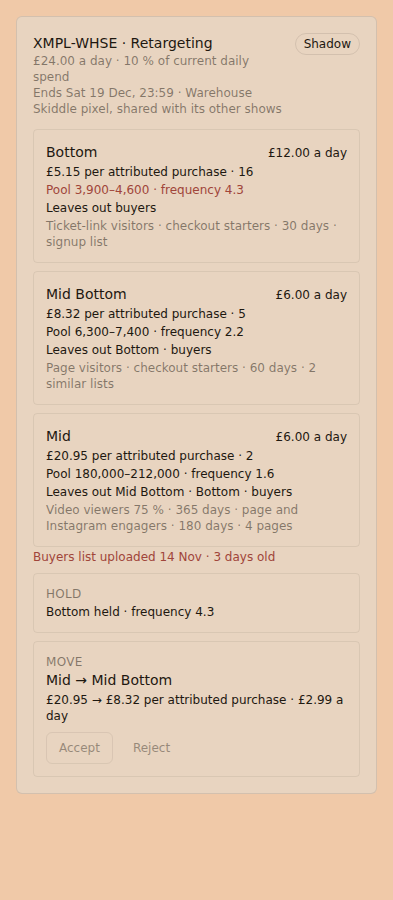 XMPL-WHSE · Retargeting
Shadow
£24.00 a day · 10 % of current daily
spend
Ends Sat 19 Dec, 23:59 · Warehouse
Skiddle pixel, shared with its other shows
Bottom
£12.00 a day
£5.15 per attributed purchase · 16
Pool 3,900–4,600 · frequency 4.3
Leaves out buyers
Ticket-link visitors · checkout starters · 30 days ·
signup list
Mid Bottom
£6.00 a day
£8.32 per attributed purchase · 5
Pool 6,300–7,400 · frequency 2.2
Leaves out Bottom · buyers
Page visitors · checkout starters · 60 days · 2
similar lists
Mid
£6.00 a day
£20.95 per attributed purchase · 2
Pool 180,000–212,000 · frequency 1.6
Leaves out Mid Bottom · Bottom · buyers
Video viewers 75 % · 365 days · page and
Instagram engagers · 180 days · 4 pages
Buyers list uploaded 14 Nov · 3 days old
HOLD
Bottom held · frequency 4.3
MOVE
Mid → Mid Bottom
£20.95 → £8.32 per attributed purchase · £2.99 a
day
Accept
Reject